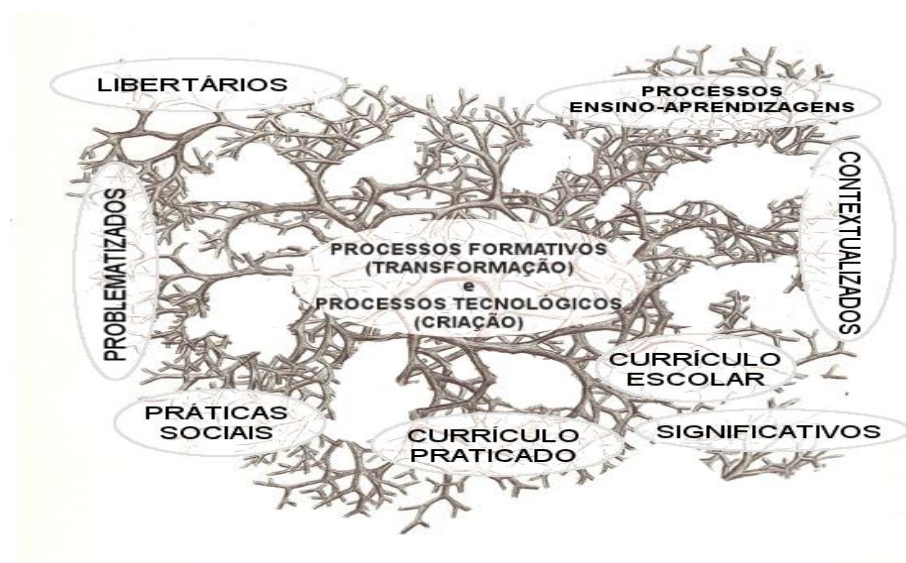 LIBERTÁRIOS
PROCESSOS
ENSINO-APRENDIZAGENS
PROBLEMATIZADOS
CONTEXTUALIZADOS
PROCESSOS FORMATIVOS
(TRANSFORMAÇÃO)
e
PROCESSOS TECNOLÓGICOS
(CRIAÇÃO)
CURRÍCULO
ESCOLAR
PRÁTICAS
SOCIAIS
CURRÍCULO
PRATICADO
SIGNIFICATIVOS